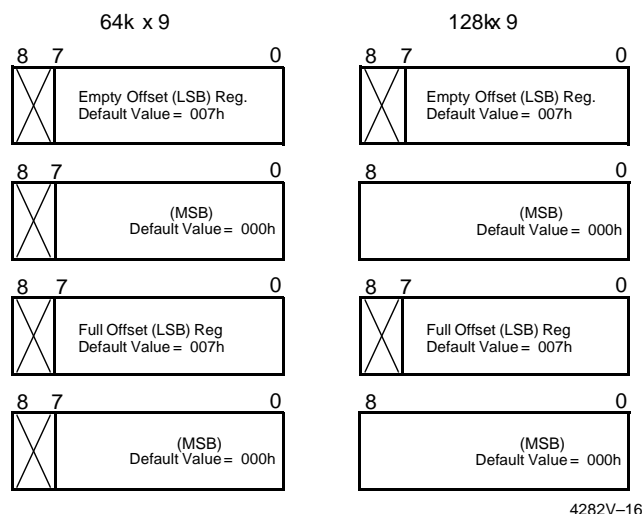 64k x 9
128k x 9
8 7 0
Empty Offset (LSB) Reg.
Default Value = 007h
8 7 0
Empty Offset (LSB) Reg.
Default Value = 007h
8 7 0
(MSB)
Default Value = 000h
8 0
(MSB)
Default Value = 000h
8 7 0
Full Offset (LSB) Reg
Default Value = 007h
8 7 0
Full Offset (LSB) Reg
Default Value = 007h
8 7 0
(MSB)
Default Value = 000h
8 0
(MSB)
Default Value = 000h
4282V–16